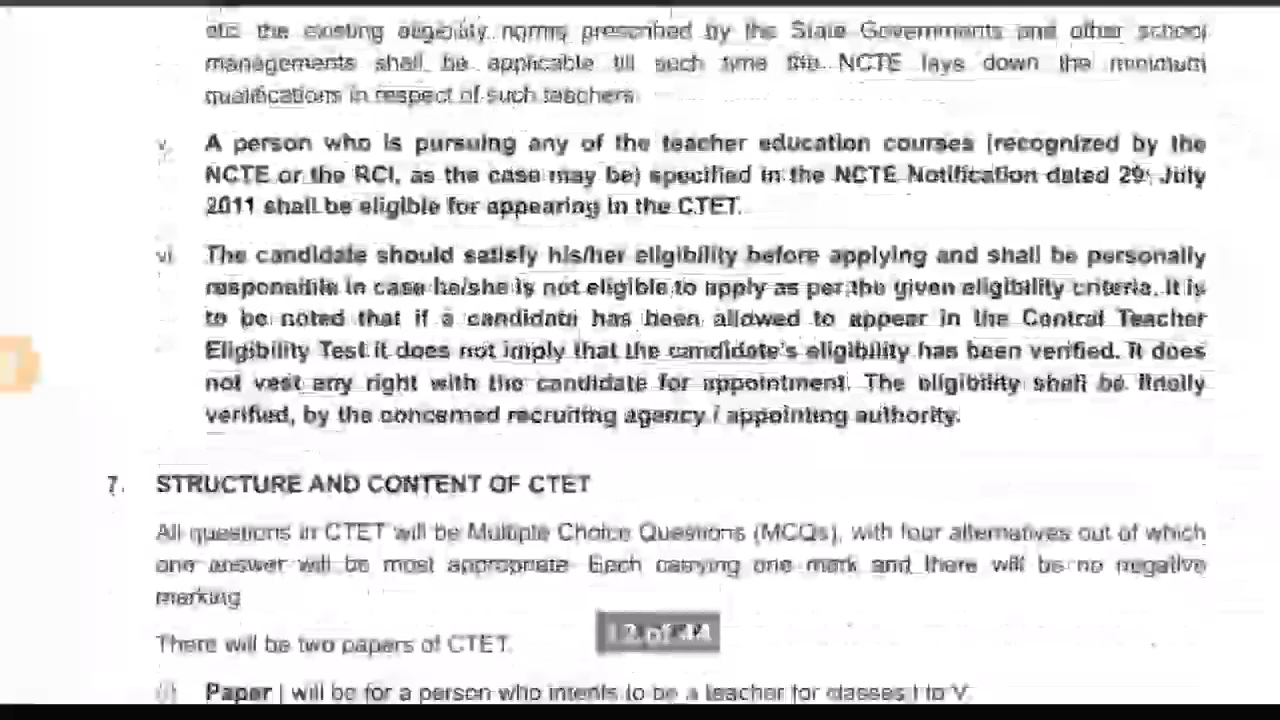 etc. the existing eligibility norms prescribed by the State Governments and other school
managements shall be applicable till such time the NCTE lays down the minimum
qualifications in respect of such teachers.
v. A person who is pursuing any of the teacher education courses (recognized by the
NCTE or the RCI, as the case may be) specified in the NCTE Notification dated 29 July
2011 shall be eligible for appearing in the CTET.
vi. The candidate should satisfy his/her eligibility before applying and shall be personally
responsible in case he/she is not eligible to apply as per the given eligibility criteria. It is
to be noted that if a candidate has been allowed to appear in the Central Teacher
Eligibility Test it does not imply that the candidate's eligibility has been verified. It does
not vest any right with the candidate for appointment. The eligibility shall be finally
verified, by the concerned recruiting agency / appointing authority.
7. STRUCTURE AND CONTENT OF CTET
All questions in CTET will be Multiple Choice Questions (MCQs), with four alternatives out of which
one answer will be most appropriate. Each carrying one mark and there will be no negative
marking
There will be two papers of CTET.
of
(i) Paper I will be for a person who intends to be a teacher for classes I to V.